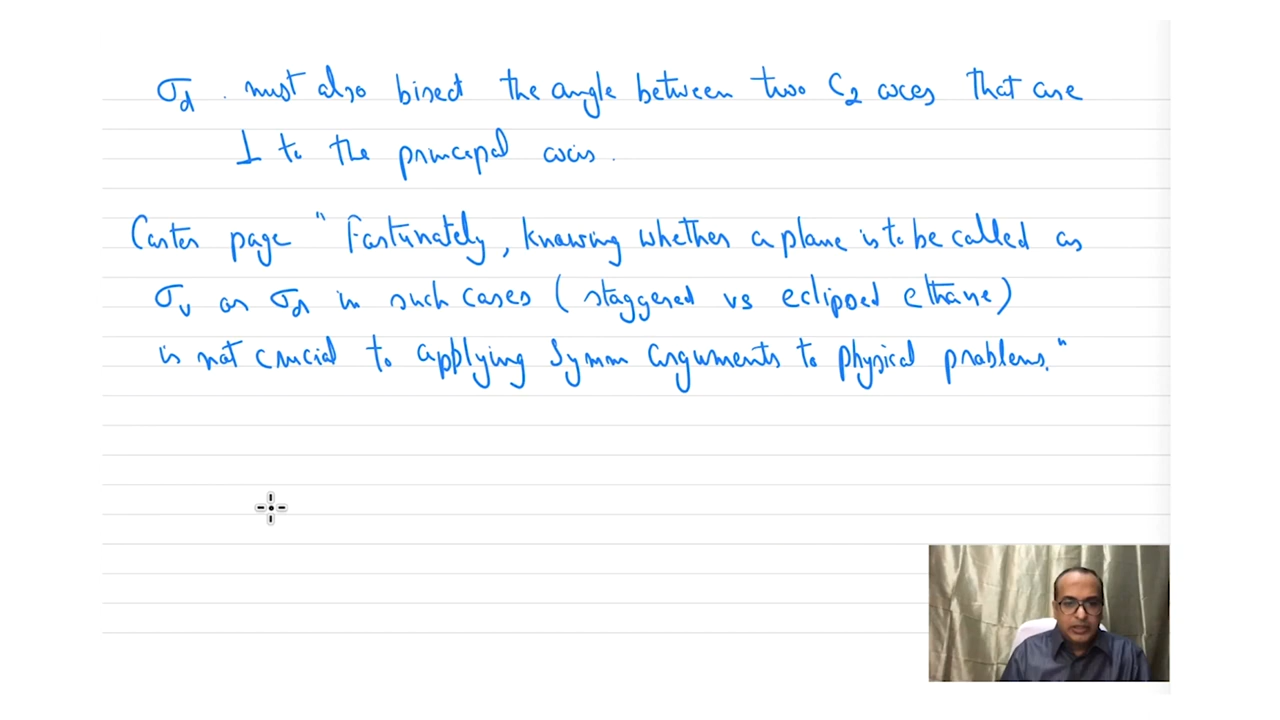 σd must also bisect the angle between two C2 axes that are
⊥ to the principal axis.
Carter page "Fortunately, knowing whether a plane is to be called as
σv or σd in such cases (staggered vs eclipsed ethane)
is not crucial to applying Symm arguments to physical problems."